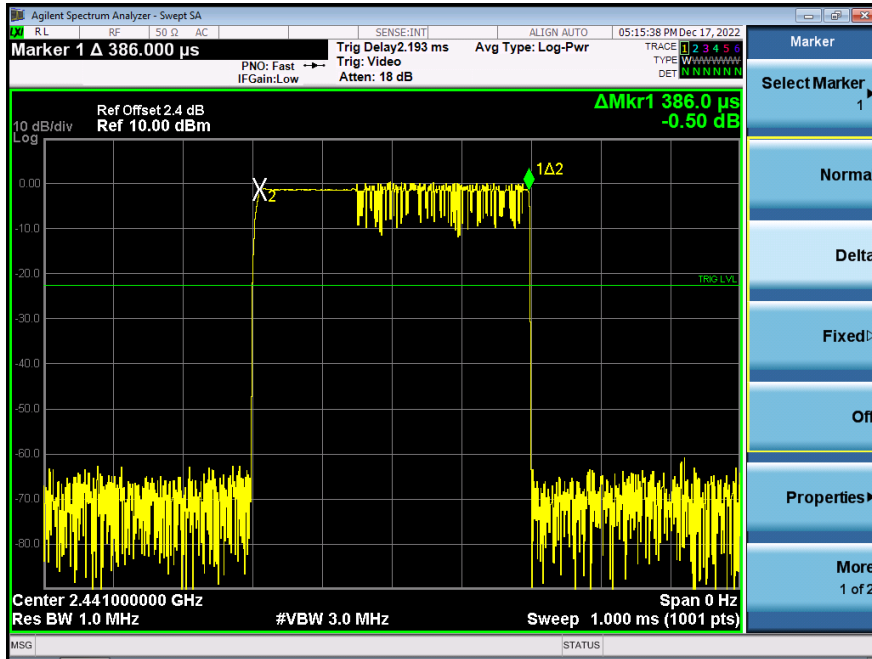 Agilent Spectrum Analyzer - Swept SA
LXI RL RF 50 Ω AC SENSE:INT ALIGN AUTO 05:15:38 PM Dec 17, 2022
Marker 1 Δ 386.000 µs
PNO: Fast
IFGain:Low
Trig Delay2.193 ms
Trig: Video
Atten: 18 dB
Avg Type: Log-Pwr
TRACE 1 2 3 4 5 6
TYPE WWWWWW
DET N N N N N N
ΔMkr1 386.0 µs
-0.50 dB
Ref Offset 2.4 dB
10 dB/div Ref 10.00 dBm
Log
0.00
-10.0
-20.0
-30.0
-40.0
-50.0
-60.0
-70.0
-80.0
X2
1Δ2
TRIG LVL
Center 2.441000000 GHz Span 0 Hz
Res BW 1.0 MHz #VBW 3.0 MHz Sweep 1.000 ms (1001 pts)
MSG STATUS
Marker
Select Marker
1
Norma
Delta
Fixed
Off
Properties
More
1 of 2